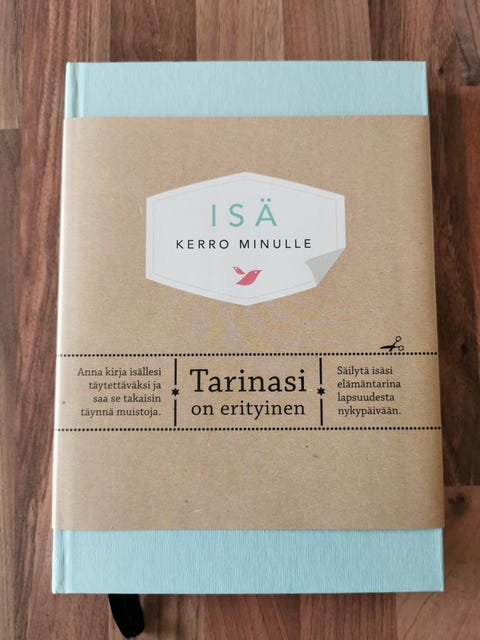 ISÄ
KERRO MINULLE
Anna kirja isällesi
täytettäväksi ja
saa se takaisin
täynnä muistoja.
Tarinasi
on erityinen
Säilytä isäsi
elämäntarina
lapsuudesta
nykypäivään.